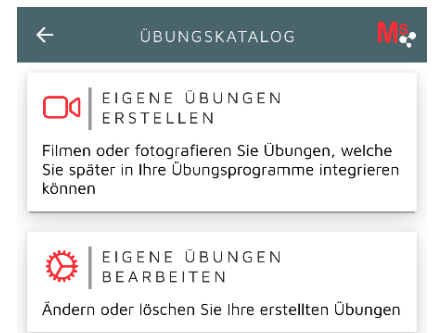 ÜBUNGSKATALOG
EIGENE ÜBUNGEN
ERSTELLEN
Filmen oder fotografieren Sie Übungen, welche
Sie später in Ihre Übungsprogramme integrieren
können
EIGENE ÜBUNGEN
BEARBEITEN
Ändern oder löschen Sie Ihre erstellten Übungen